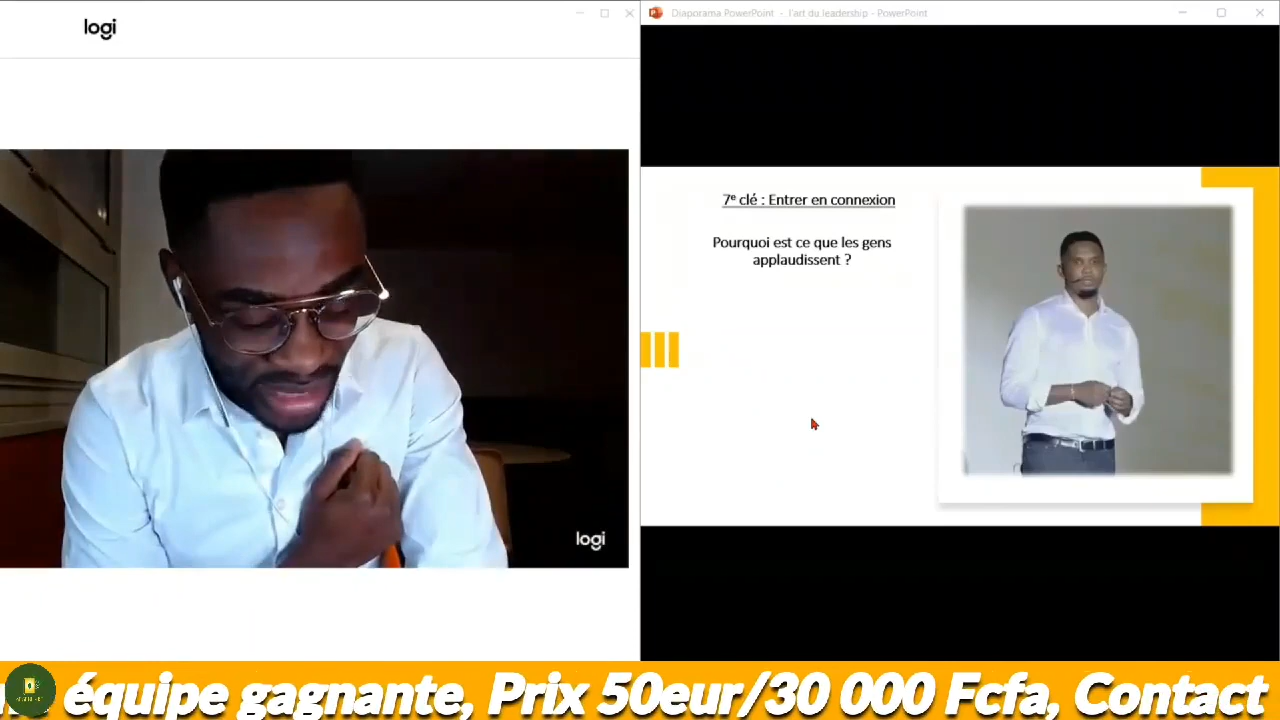 logi
Diaporama PowerPoint - l'art du leadership - PowerPoint
7e clé : Entrer en connexion
Pourquoi est ce que les gens
applaudissent ?
logi
équipe gagnante, Prix 50eur/30 000 Fcfa, Contact